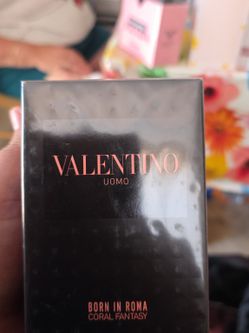 VALENTINO
UOMO
BORN IN ROMA
CORAL FANTASY